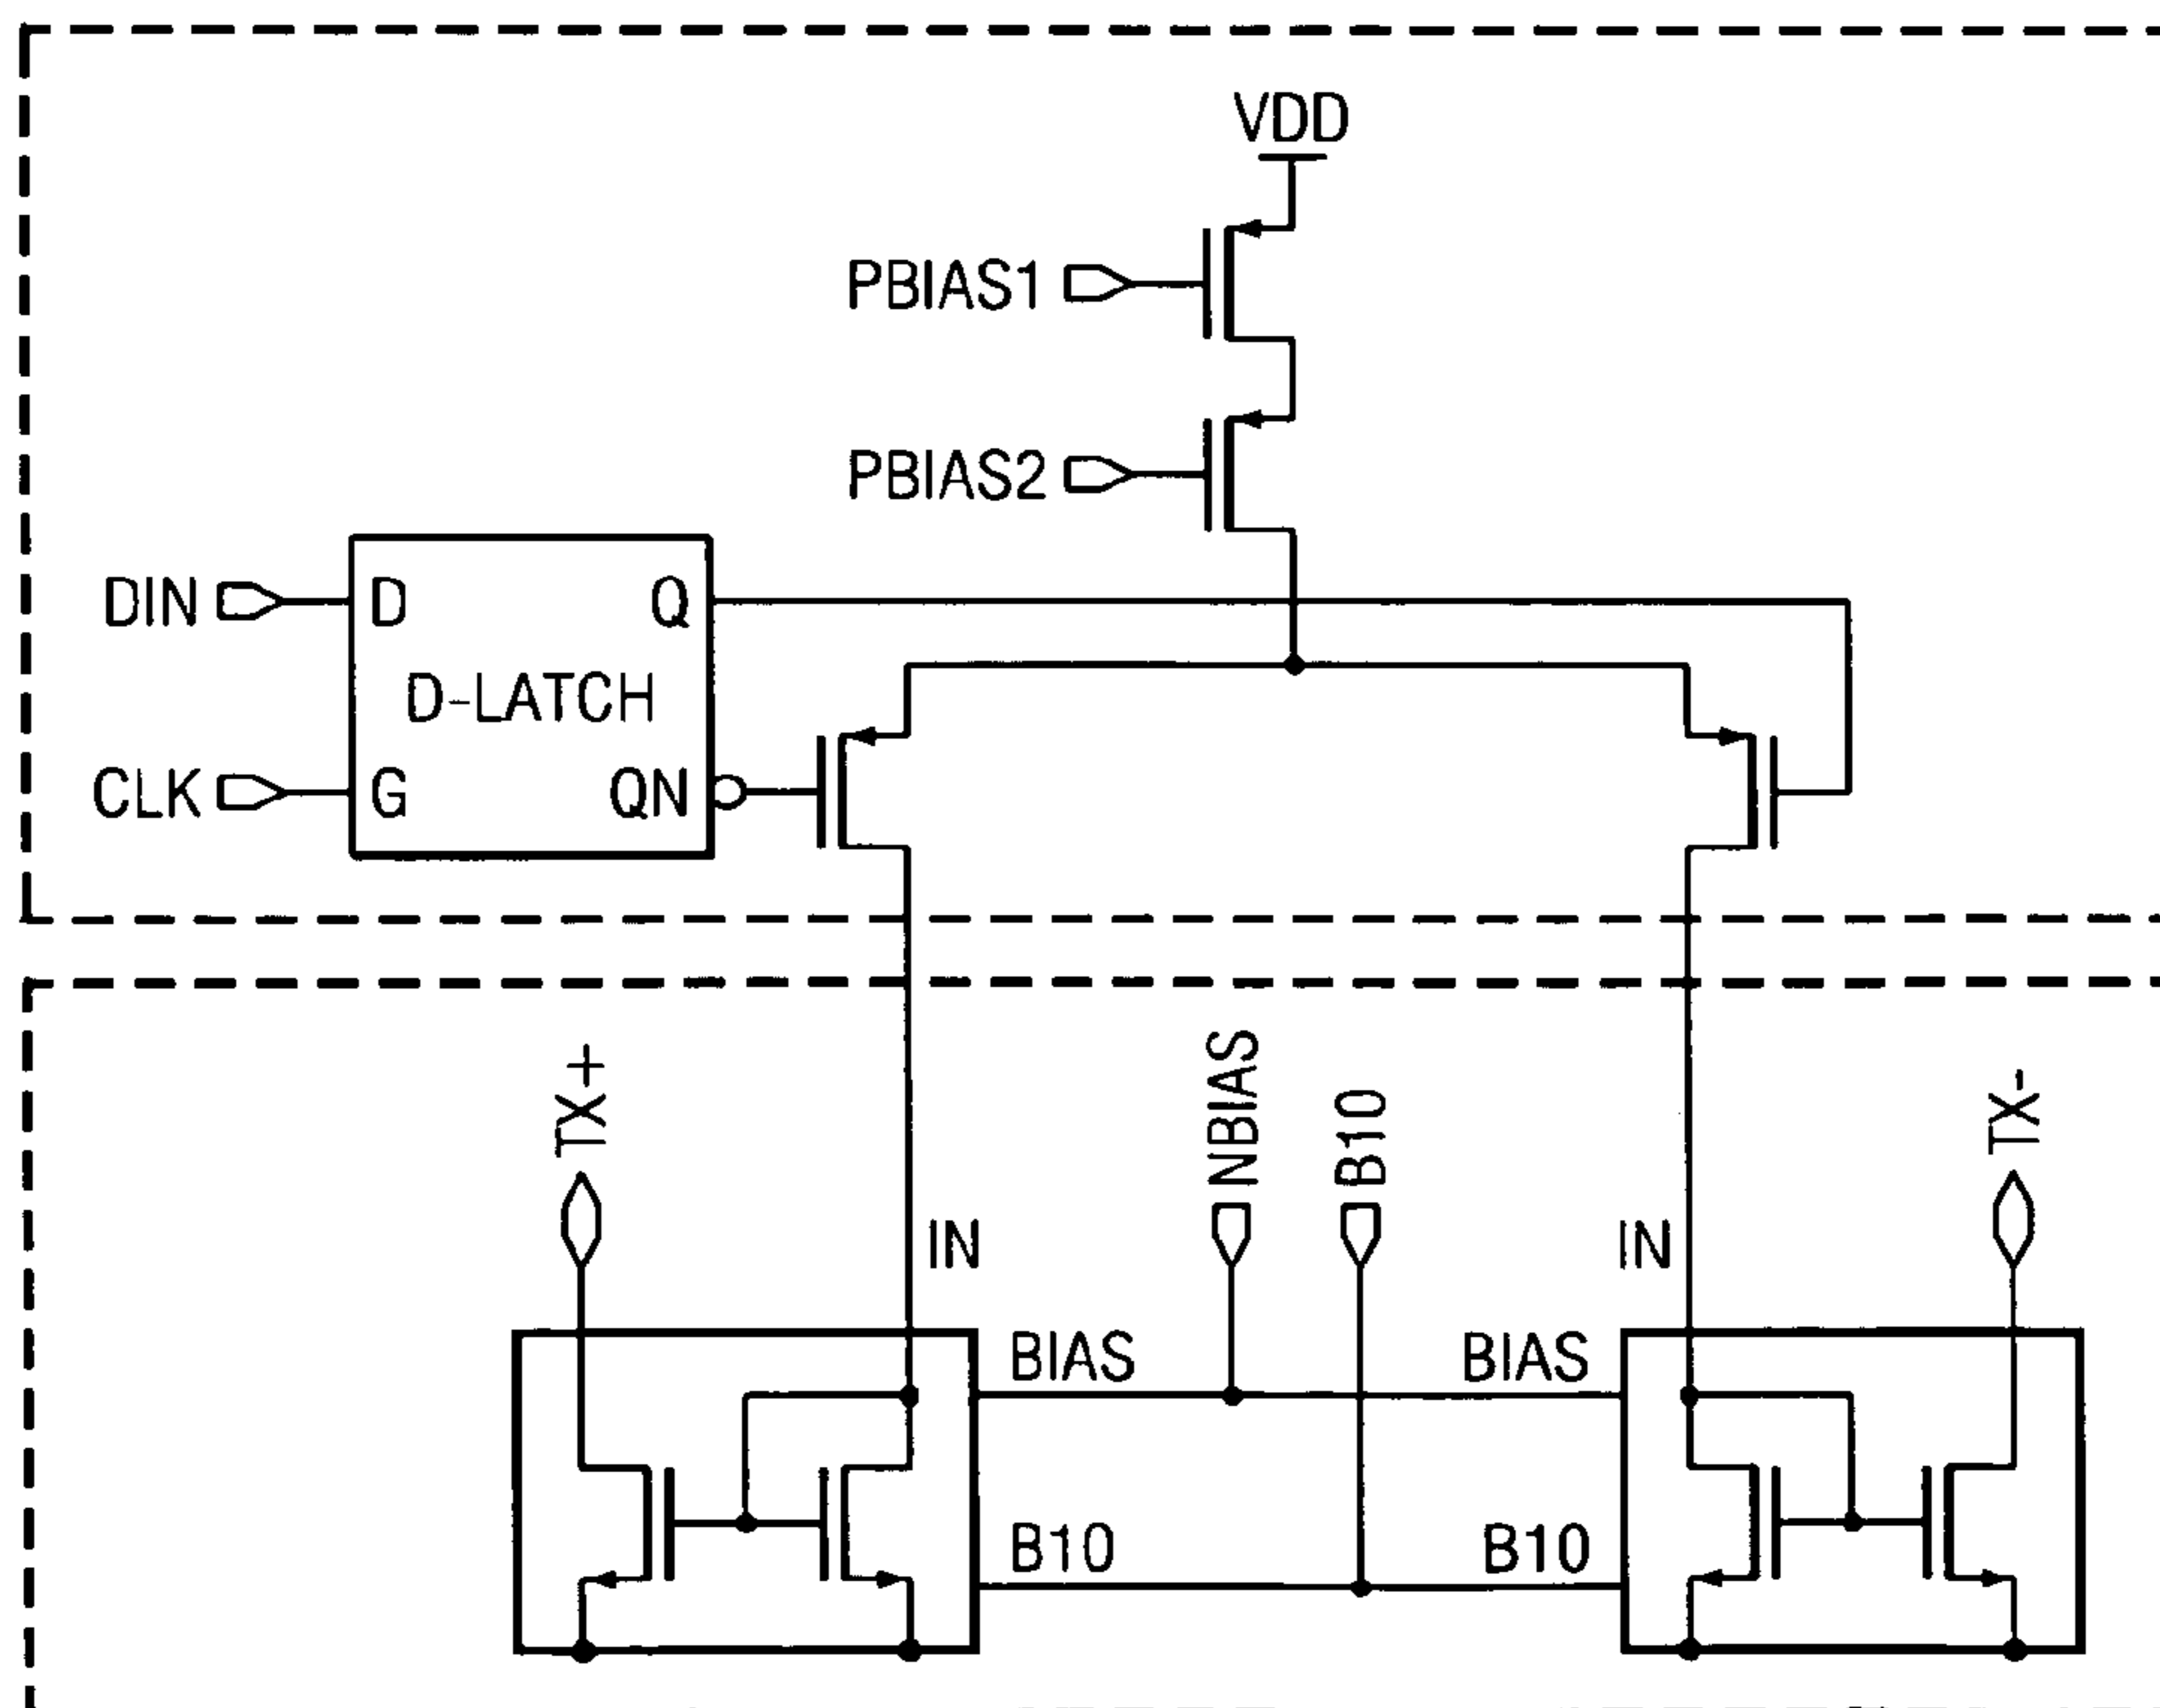 VDD
PBIAS1
PBIAS2
DIN
D
Q
D-LATCH
CLK
G
QN
TX+
NBIAS
B10
TX-
IN
IN
BIAS
BIAS
B10
B10